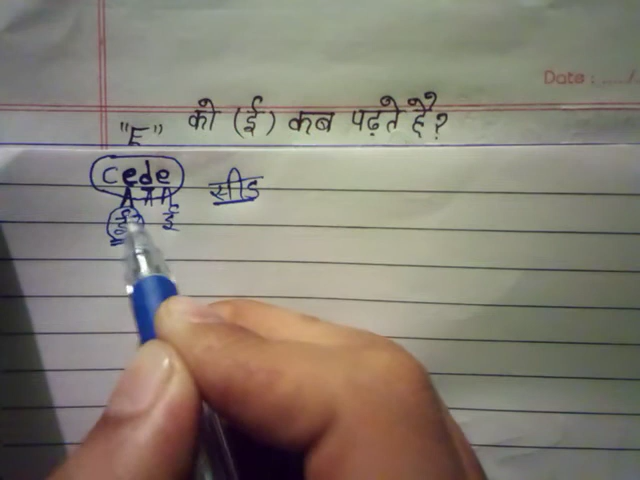 Date : ...../
"E" को (ई) कब पढ़ते हैं?
Cede सीड
ई ई